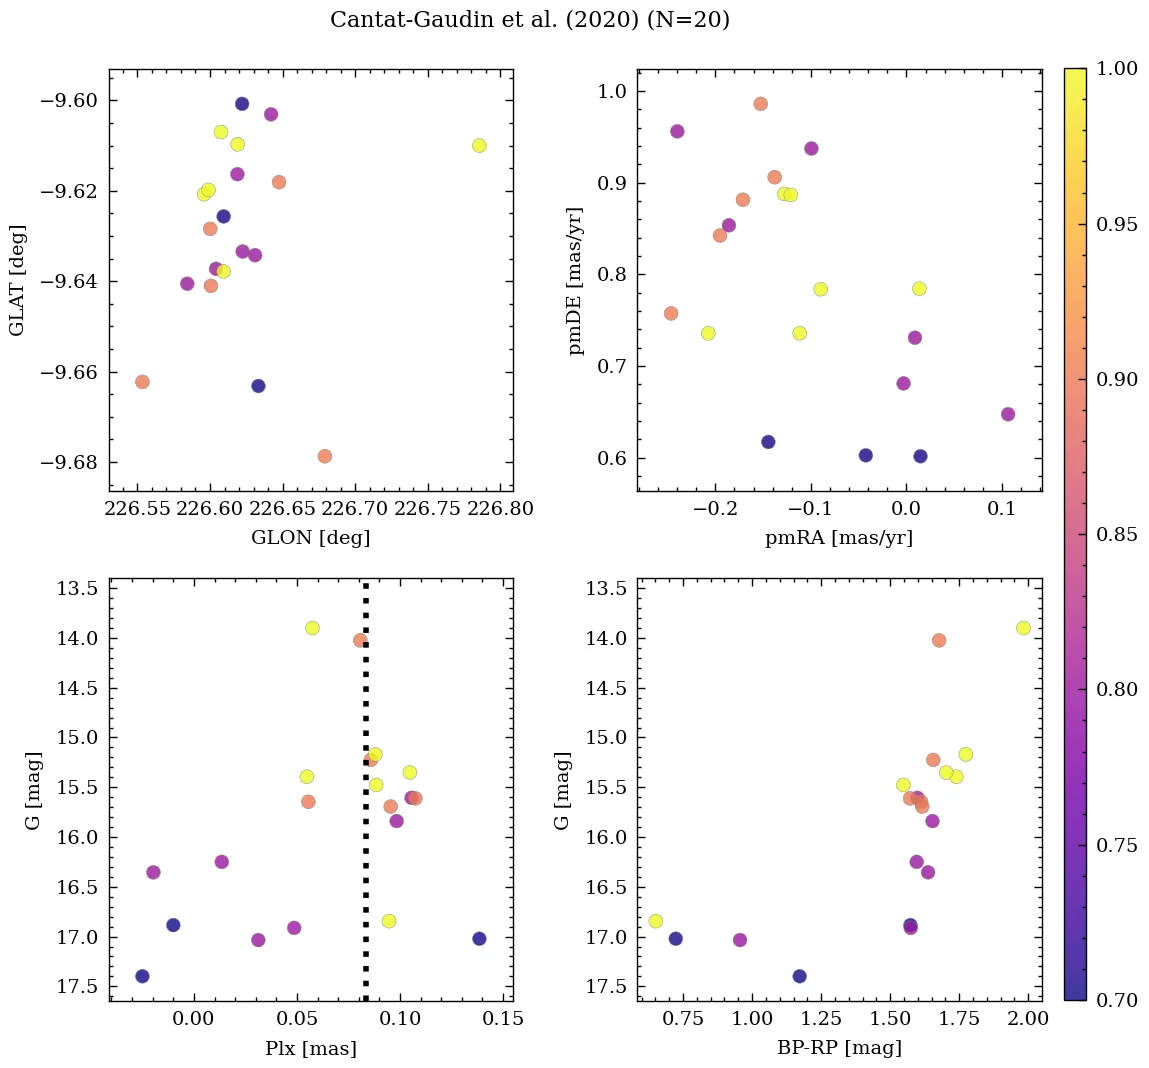 Cantat-Gaudin et al. (2020) (N=20)
−9.60
−9.62
−9.64
−9.66
−9.68
GLAT [deg]
226.55 226.60 226.65 226.70 226.75 226.80
GLON [deg]
1.0
0.9
0.8
0.7
0.6
pmDE [mas/yr]
−0.2 −0.1 0.0 0.1
pmRA [mas/yr]
13.5
14.0
14.5
15.0
15.5
16.0
16.5
17.0
17.5
G [mag]
0.00 0.05 0.10 0.15
Plx [mas]
13.5
14.0
14.5
15.0
15.5
16.0
16.5
17.0
17.5
G [mag]
0.75 1.00 1.25 1.50 1.75 2.00
BP-RP [mag]
1.00
0.95
0.90
0.85
0.80
0.75
0.70